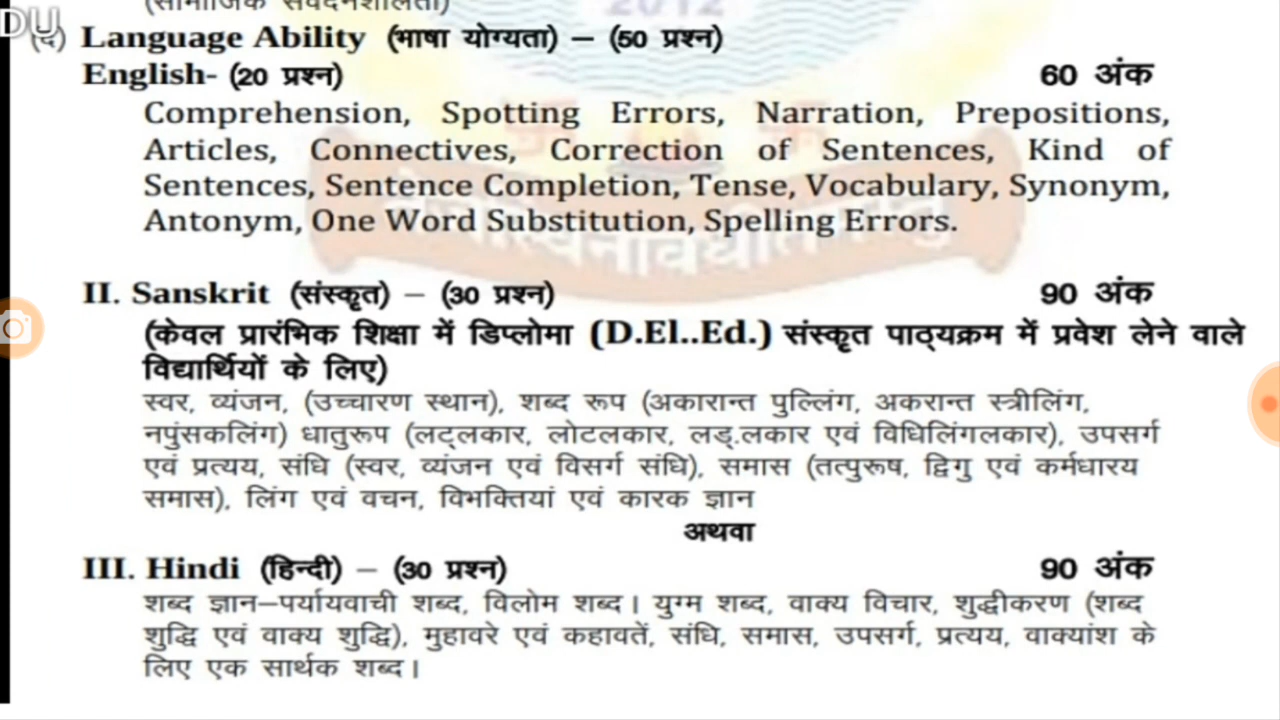 (सामाजिक संवेदनशीलता)
2012
DU
(द) Language Ability (भाषा योग्यता) – (50 प्रश्न)
English- (20 प्रश्न) 60 अंक
Comprehension, Spotting Errors, Narration, Prepositions,
Articles, Connectives, Correction of Sentences, Kind of
Sentences, Sentence Completion, Tense, Vocabulary, Synonym,
Antonym, One Word Substitution, Spelling Errors.
II. Sanskrit (संस्कृत) – (30 प्रश्न) 90 अंक
(केवल प्रारंभिक शिक्षा में डिप्लोमा (D.El..Ed.) संस्कृत पाठ्यक्रम में प्रवेश लेने वाले
विद्यार्थियों के लिए)
स्वर, व्यंजन, (उच्चारण स्थान), शब्द रूप (अकारान्त पुल्लिंग, अकरान्त स्त्रीलिंग,
नपुंसकलिंग) धातुरूप (लट्लकार, लोटलकार, लड्.लकार एवं विधिलिंगलकार), उपसर्ग
एवं प्रत्यय, संधि (स्वर, व्यंजन एवं विसर्ग संधि), समास (तत्पुरूष, द्विगु एवं कर्मधारय
समास), लिंग एवं वचन, विभक्तियां एवं कारक ज्ञान
अथवा
III. Hindi (हिन्दी) – (30 प्रश्न) 90 अंक
शब्द ज्ञान–पर्यायवाची शब्द, विलोम शब्द। युग्म शब्द, वाक्य विचार, शुद्धीकरण (शब्द
शुद्धि एवं वाक्य शुद्धि), मुहावरे एवं कहावतें, संधि, समास, उपसर्ग, प्रत्यय, वाक्यांश के
लिए एक सार्थक शब्द।